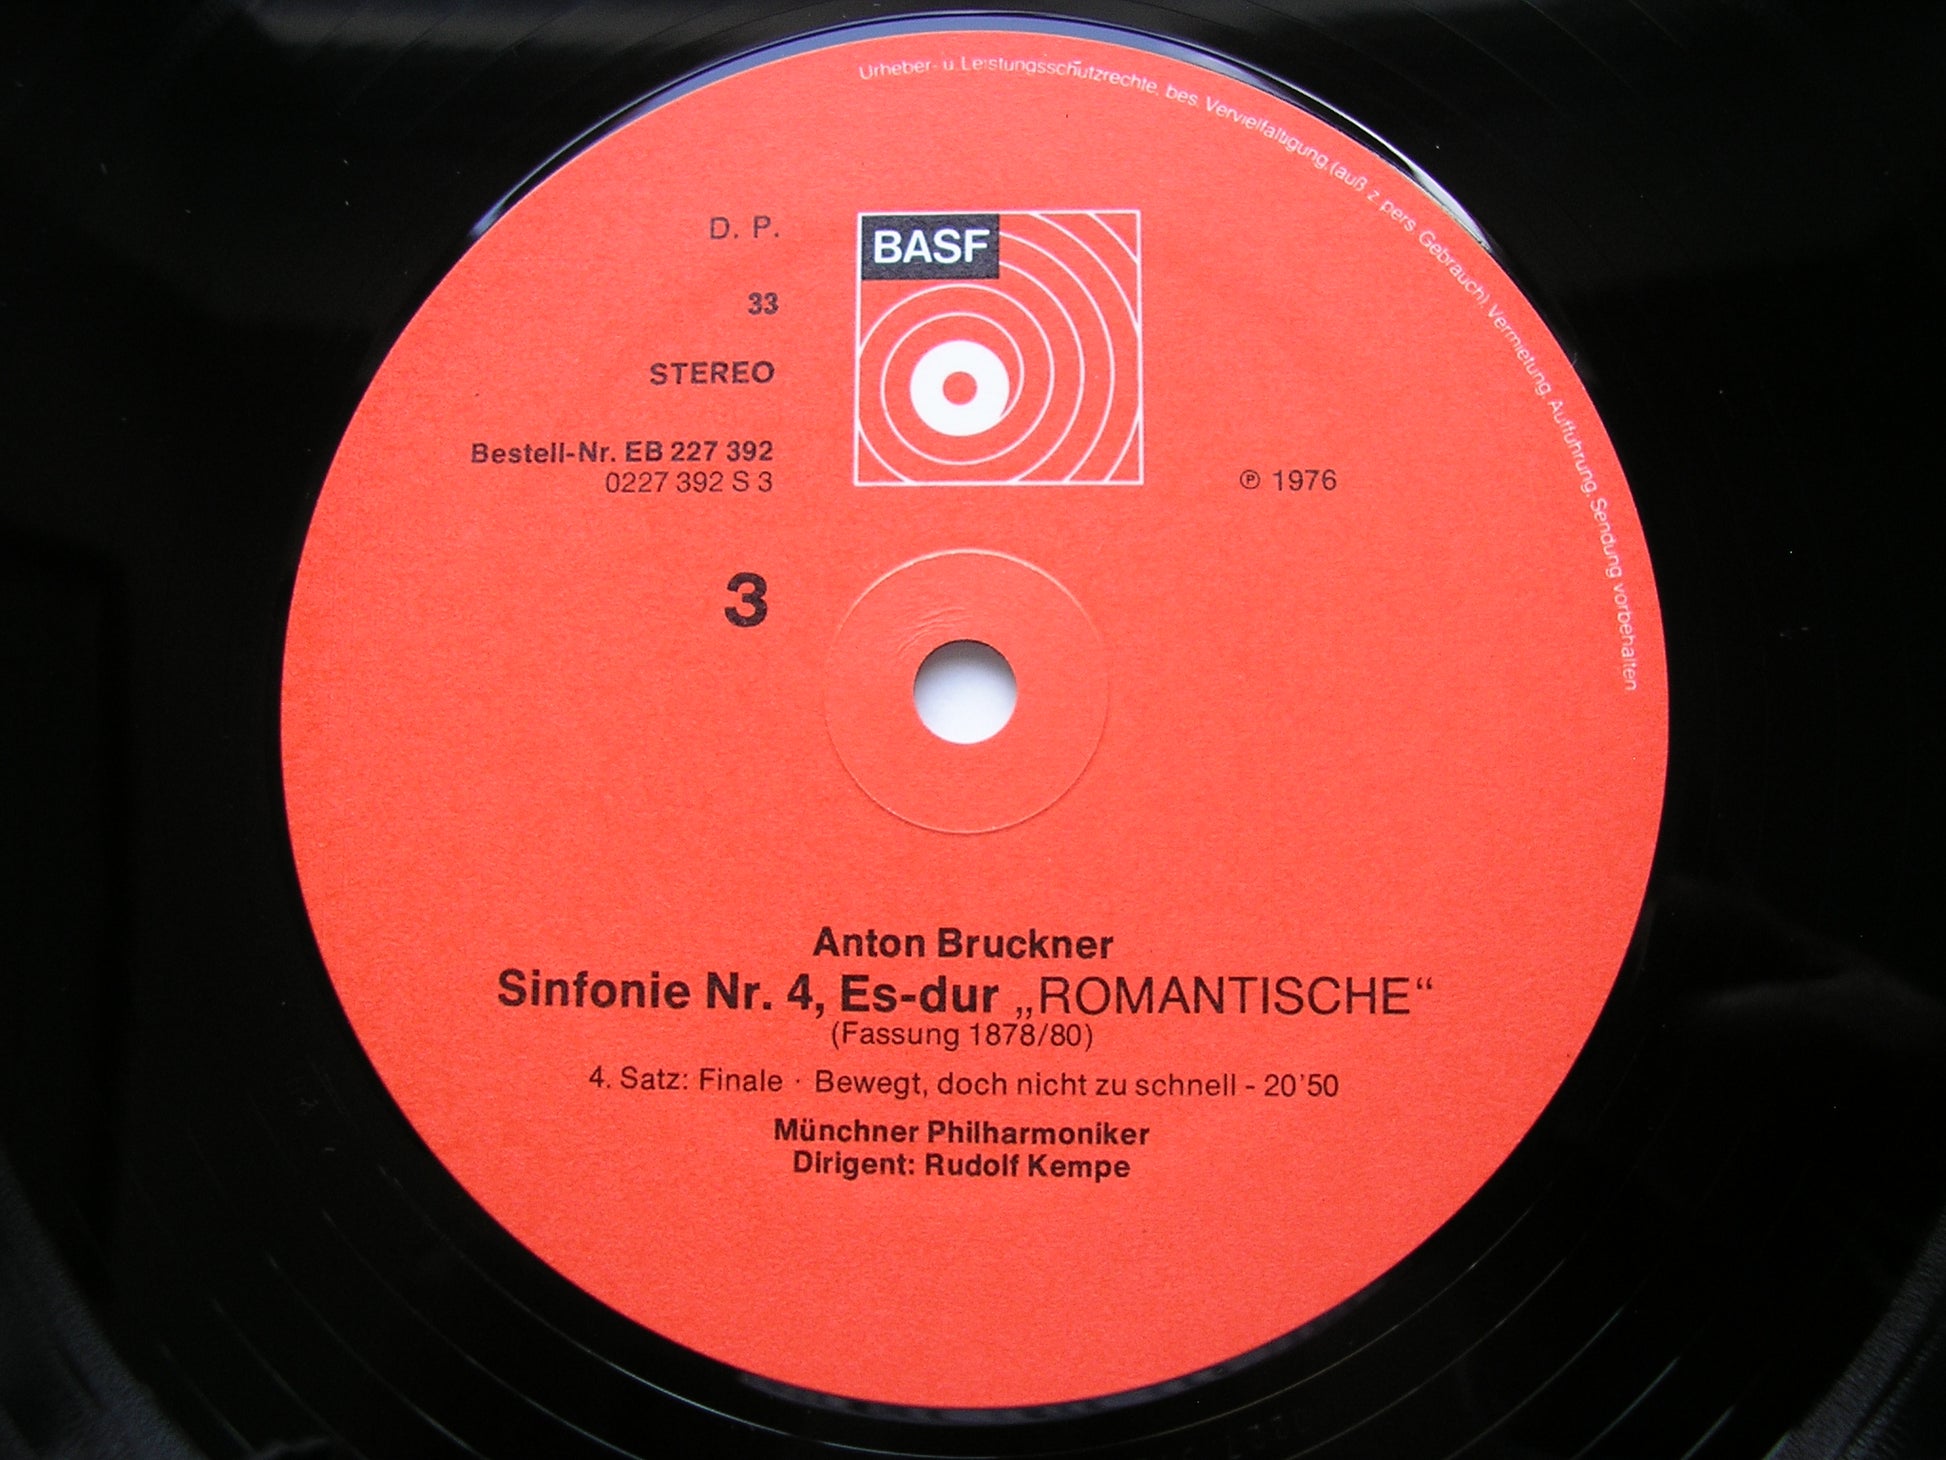 Urheber- u. Leistungsschutzrechte, bes. Vervielfältigung, (auß z. pers. Gebrauch), Vermietung, Aufführung, Sendung vorbehalten
D. P.
BASF
33
STEREO
Bestell-Nr. EB 227 392
0227 392 S 3
℗ 1976
3
Anton Bruckner
Sinfonie Nr. 4, Es-dur „ROMANTISCHE“
(Fassung 1878/80)
4. Satz: Finale · Bewegt, doch nicht zu schnell - 20'50
Münchner Philharmoniker
Dirigent: Rudolf Kempe